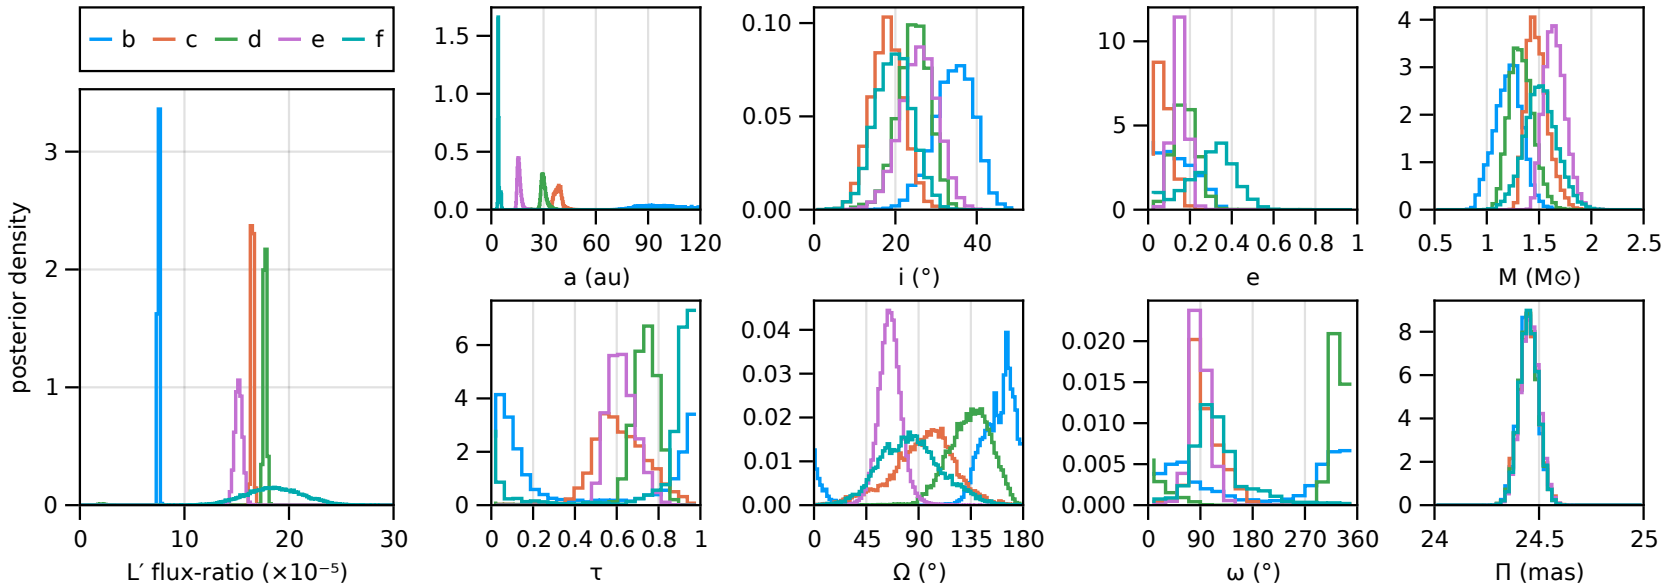 b c d e f
posterior density
3
2
1
0
0 10 20 30
L′ flux-ratio (×10⁻⁵)
1.5
1.0
0.5
0.0
0 30 60 90 120
a (au)
0.10
0.05
0.00
0 20 40
i (°)
10
5
0
0 0.2 0.4 0.6 0.8 1
e
4
3
2
1
0
0.5 1 1.5 2 2.5
M (M⊙)
6
4
2
0
0 0.2 0.4 0.6 0.8 1
τ
0.04
0.03
0.02
0.01
0.00
0 45 90 135 180
Ω (°)
0.020
0.015
0.010
0.005
0.000
0 90 180 270 360
ω (°)
8
6
4
2
0
24 24.5 25
Π (mas)